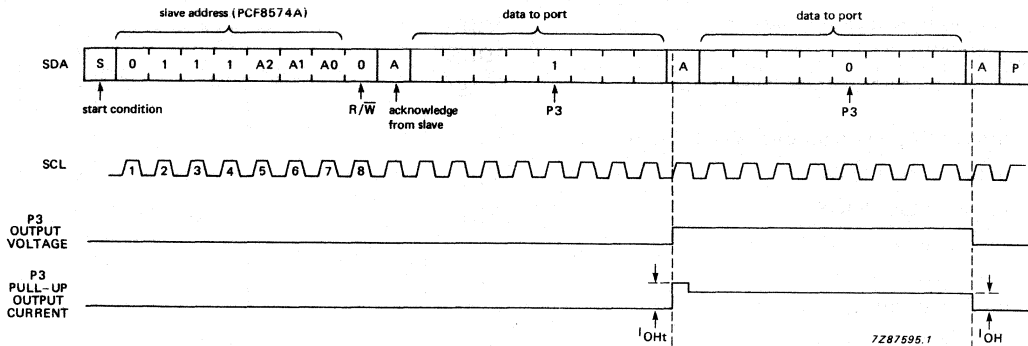 slave address (PCF8574A) data to port data to port
SDA S 0 1 1 1 A2 A1 A0 0 A 1 A 0 A P
start condition R/W̅ acknowledge from slave P3 P3
SCL 1 2 3 4 5 6 7 8
P3
OUTPUT
VOLTAGE
P3
PULL-UP
OUTPUT
CURRENT
IOHt
IOH
7Z87595.1